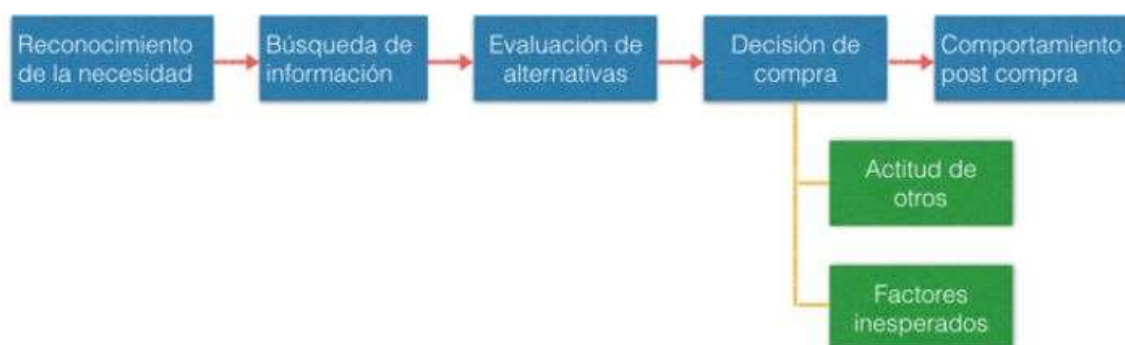 Reconocimiento
de la necesidad
Búsqueda de
información
Evaluación de
alternativas
Decisión de
compra
Comportamiento
post compra
Actitud de
otros
Factores
inesperados